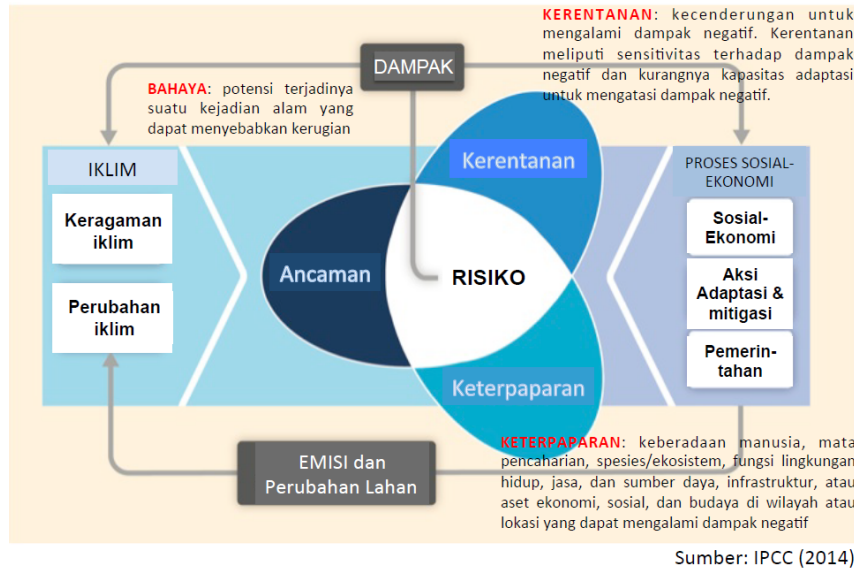 KERENTANAN: kecenderungan untuk
mengalami dampak negatif. Kerentanan
meliputi sensitivitas terhadap dampak
negatif dan kurangnya kapasitas adaptasi
untuk mengatasi dampak negatif.
DAMPAK
BAHAYA: potensi terjadinya
suatu kejadian alam yang
dapat menyebabkan kerugian
IKLIM
Keragaman
iklim
Perubahan
iklim
Kerentanan
Ancaman
RISIKO
Keterpaparan
PROSES SOSIAL-
EKONOMI
Sosial-
Ekonomi
Aksi
Adaptasi &
mitigasi
Pemerin-
tahan
EMISI dan
Perubahan Lahan
KETERPAPARAN: keberadaan manusia, mata
pencaharian, spesies/ekosistem, fungsi lingkungan
hidup, jasa, dan sumber daya, infrastruktur, atau
aset ekonomi, sosial, dan budaya di wilayah atau
lokasi yang dapat mengalami dampak negatif
Sumber: IPCC (2014)